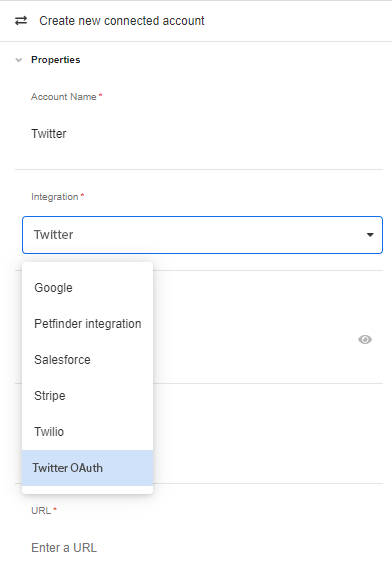 Create new connected account
Properties
Account Name *
Twitter
Integration *
Twitter
Google
Petfinder integration
Salesforce
Stripe
Twilio
Twitter OAuth
URL *
Enter a URL